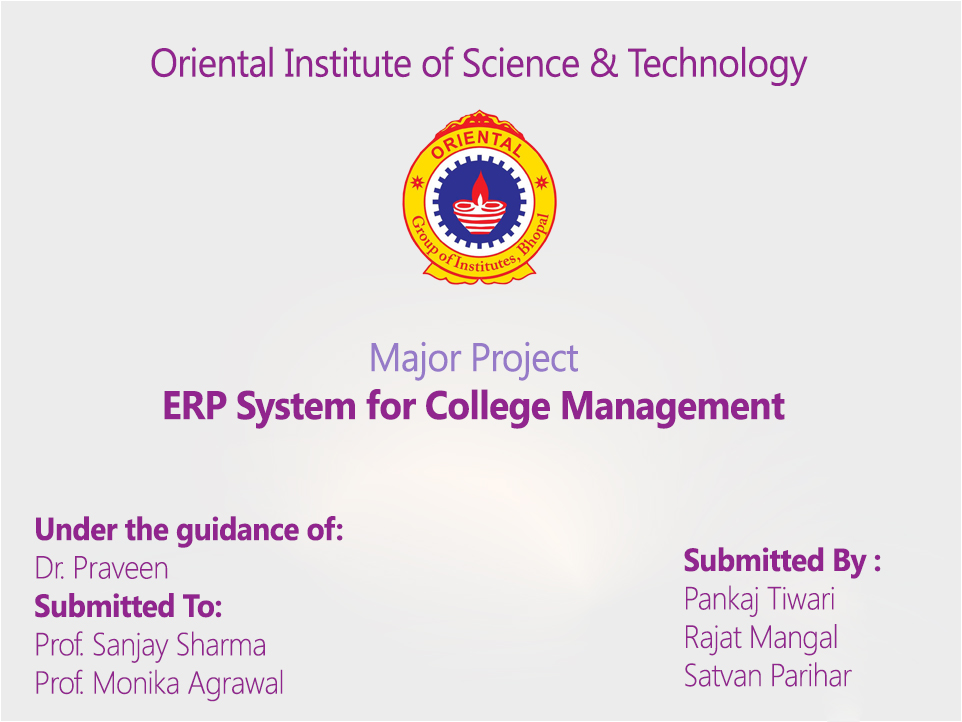 Oriental Institute of Science & Technology
ORIENTAL
Group of Institutes, Bhopal
Major Project
ERP System for College Management
Under the guidance of:
Dr. Praveen
Submitted To:
Prof. Sanjay Sharma
Prof. Monika Agrawal
Submitted By :
Pankaj Tiwari
Rajat Mangal
Satvan Parihar